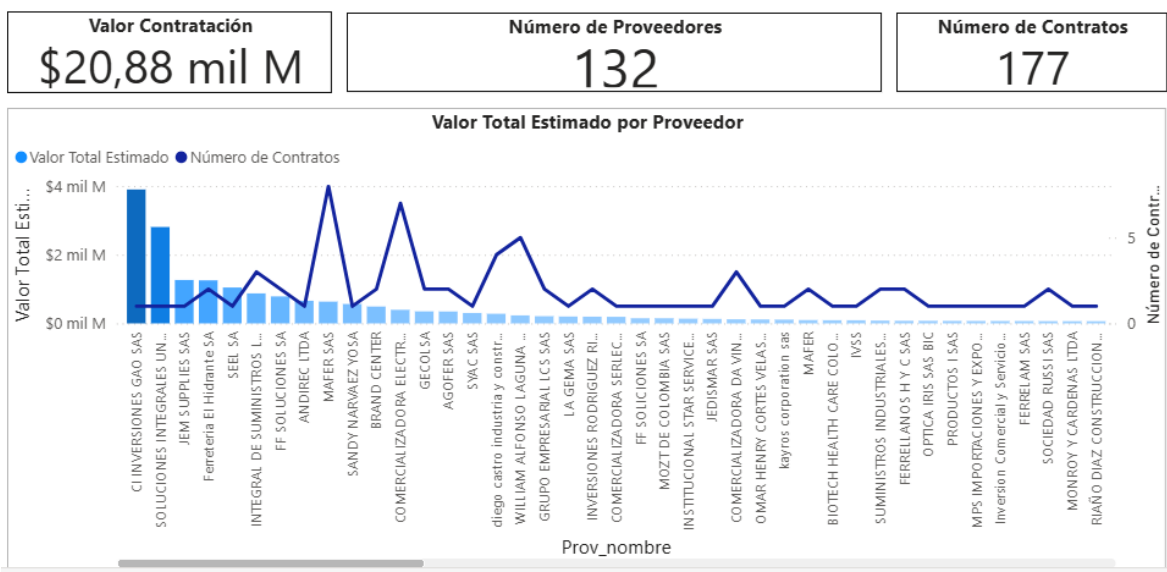 Valor Contratación
$20,88 mil M
Número de Proveedores
132
Número de Contratos
177
Valor Total Estimado por Proveedor
Valor Total Estimado
Número de Contratos
Valor Total Esti...
$4 mil M
$2 mil M
$0 mil M
5
0
Número de Contr...
CI INVERSIONES GAO SAS
SOLUCIONES INTEGRALES UN...
JEM SUPPLIES SAS
Ferreteria El Hidrante SA
SEEL SA
INTEGRAL DE SUMINISTROS L...
FF SOLUCIONES SA
ANDIREC LTDA
MAFER SAS
SANDY NARVAEZ YOSA
BRAND CENTER
COMERCIALIZADORA ELECTR...
GECOLSA
AGOFER SAS
SYAC SAS
diego castro industria y constr...
WILLIAM ALFONSO LAGUNA ...
GRUPO EMPRESARIAL LC S SAS
LA GEMA SAS
INVERSIONES RODRIGUEZ RI...
COMERCIALIZADORA SERLEC...
FF SOLICIONES SA
MOZT DE COLOMBIA SAS
INSTITUCIONAL STAR SERVICE...
JEDISMAR SAS
COMERCIALIZADORA DA VIN...
OMAR HENRY CORTES VELAS...
kayros corporation sas
MAFER
BIOTECH HEALTH CARE COLO...
IVSS
SUMINISTROS INDUSTRIALES...
FERRELLANOS H Y C SAS
OPTICA IRIS SAS BIC
PRODUCTOS I SAS
MPS IMPORTACIONES Y EXPO...
Inversion Comercial y Servicio...
FERRELAM SAS
SOCIEDAD RUSSI SAS
MONROY Y CARDENAS LTDA
RIAÑO DIAZ CONSTRUCCION...
Prov_nombre